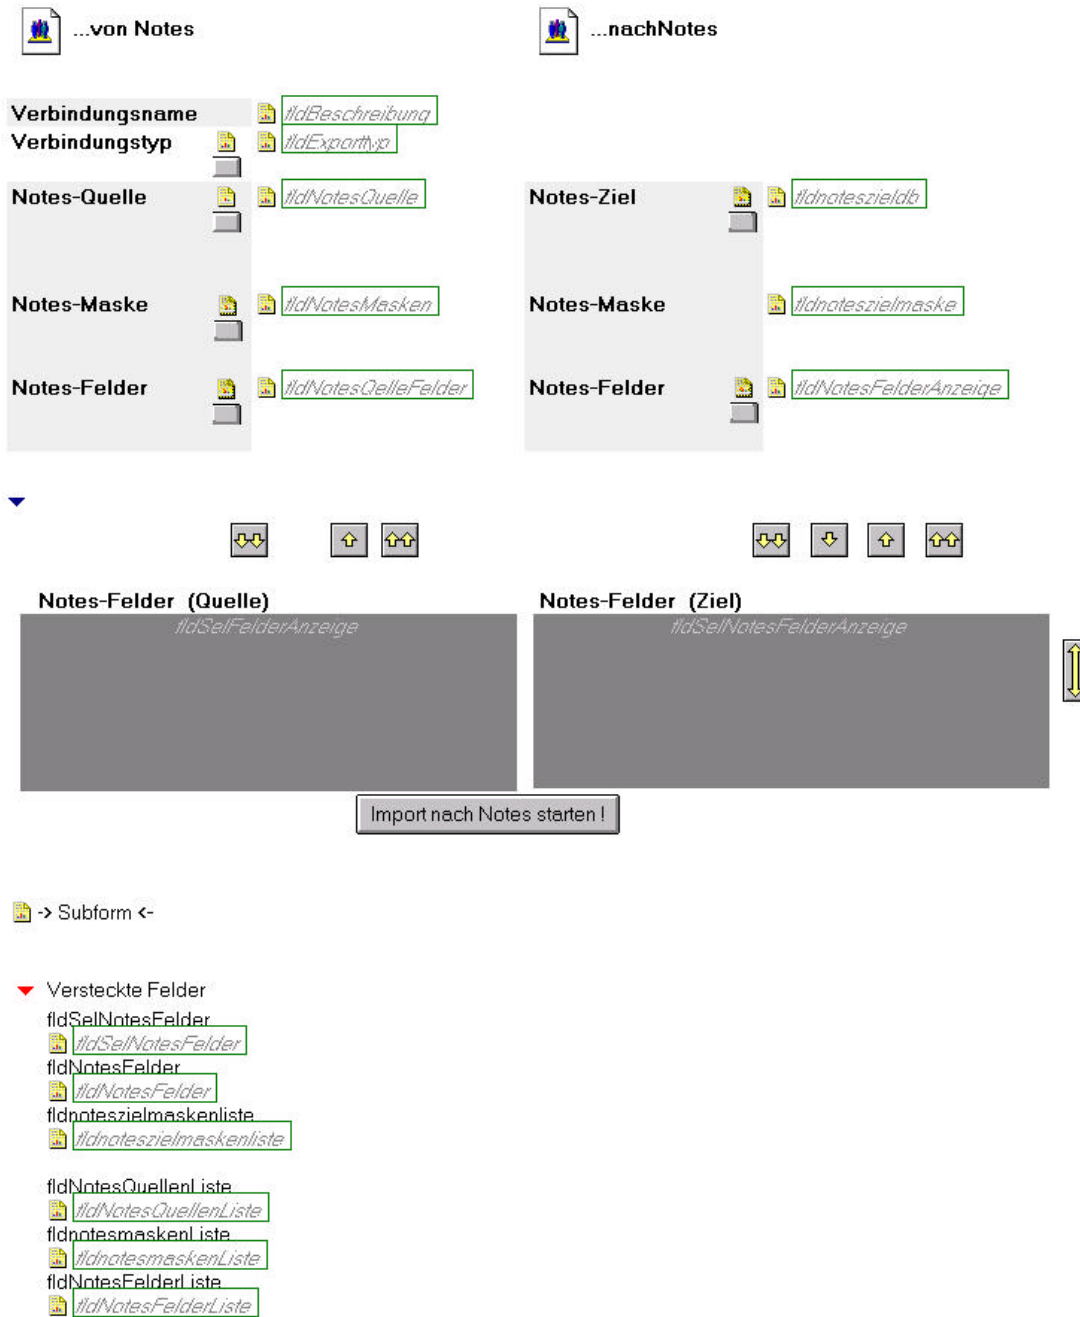 ...von Notes ...nachNotes
Verbindungsname fldBeschreibung
Verbindungstyp fldExporttyp
Notes-Quelle fldNotesQuelle Notes-Ziel fldnoteszieldb
Notes-Maske fldNotesMasken Notes-Maske fldnoteszielmaske
Notes-Felder fldNotesQelleFelder Notes-Felder fldNotesFelderAnzeige
Notes-Felder (Quelle) Notes-Felder (Ziel)
fldSelFelderAnzeige fldSelNotesFelderAnzeige
Import nach Notes starten !
-> Subform <-
Versteckte Felder
fldSelNotesFelder
fldSelNotesFelder
fldNotesFelder
fldNotesFelder
fldnoteszielmaskenliste
fldnoteszielmaskenliste
fldNotesQuellenListe
fldNotesQuellenListe
fldnotesmaskenListe
fldnotesmaskenListe
fldNotesFelderListe
fldNotesFelderListe